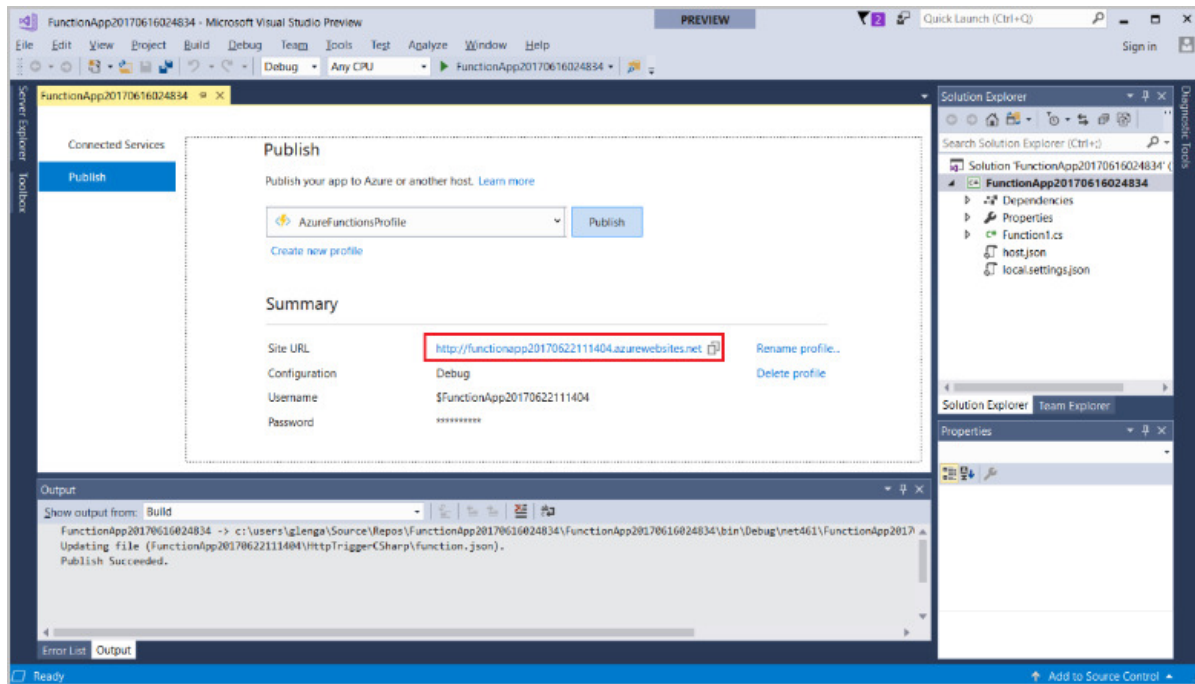 FunctionApp20170616024834 - Microsoft Visual Studio Preview
PREVIEW
2
Quick Launch (Ctrl+Q)
File Edit View Project Build Debug Team Tools Test Analyze Window Help
Sign in
Debug Any CPU FunctionApp20170616024834
Server Explorer
Toolbox
FunctionApp20170616024834
Connected Services
Publish
Publish
Publish your app to Azure or another host. Learn more
AzureFunctionsProfile
Publish
Create new profile
Summary
Site URL http://functionapp20170622111404.azurewebsites.net Rename profile...
Configuration Debug Delete profile
Username $FunctionApp20170622111404
Password **********
Solution Explorer
Search Solution Explorer (Ctrl+;)
Solution 'FunctionApp20170616024834' (
FunctionApp20170616024834
Dependencies
Properties
C# Function1.cs
host.json
local.settings.json
Solution Explorer Team Explorer
Properties
Diagnostic Tools
Output
Show output from: Build
FunctionApp20170616024834 -> c:\users\glenga\Source\Repos\FunctionApp20170616024834\FunctionApp20170616024834\bin\Debug\net461\FunctionApp2017
Updating file (FunctionApp20170622111404\HttpTriggerCSharp\function.json).
Publish Succeeded.
Error List Output
Ready
Add to Source Control